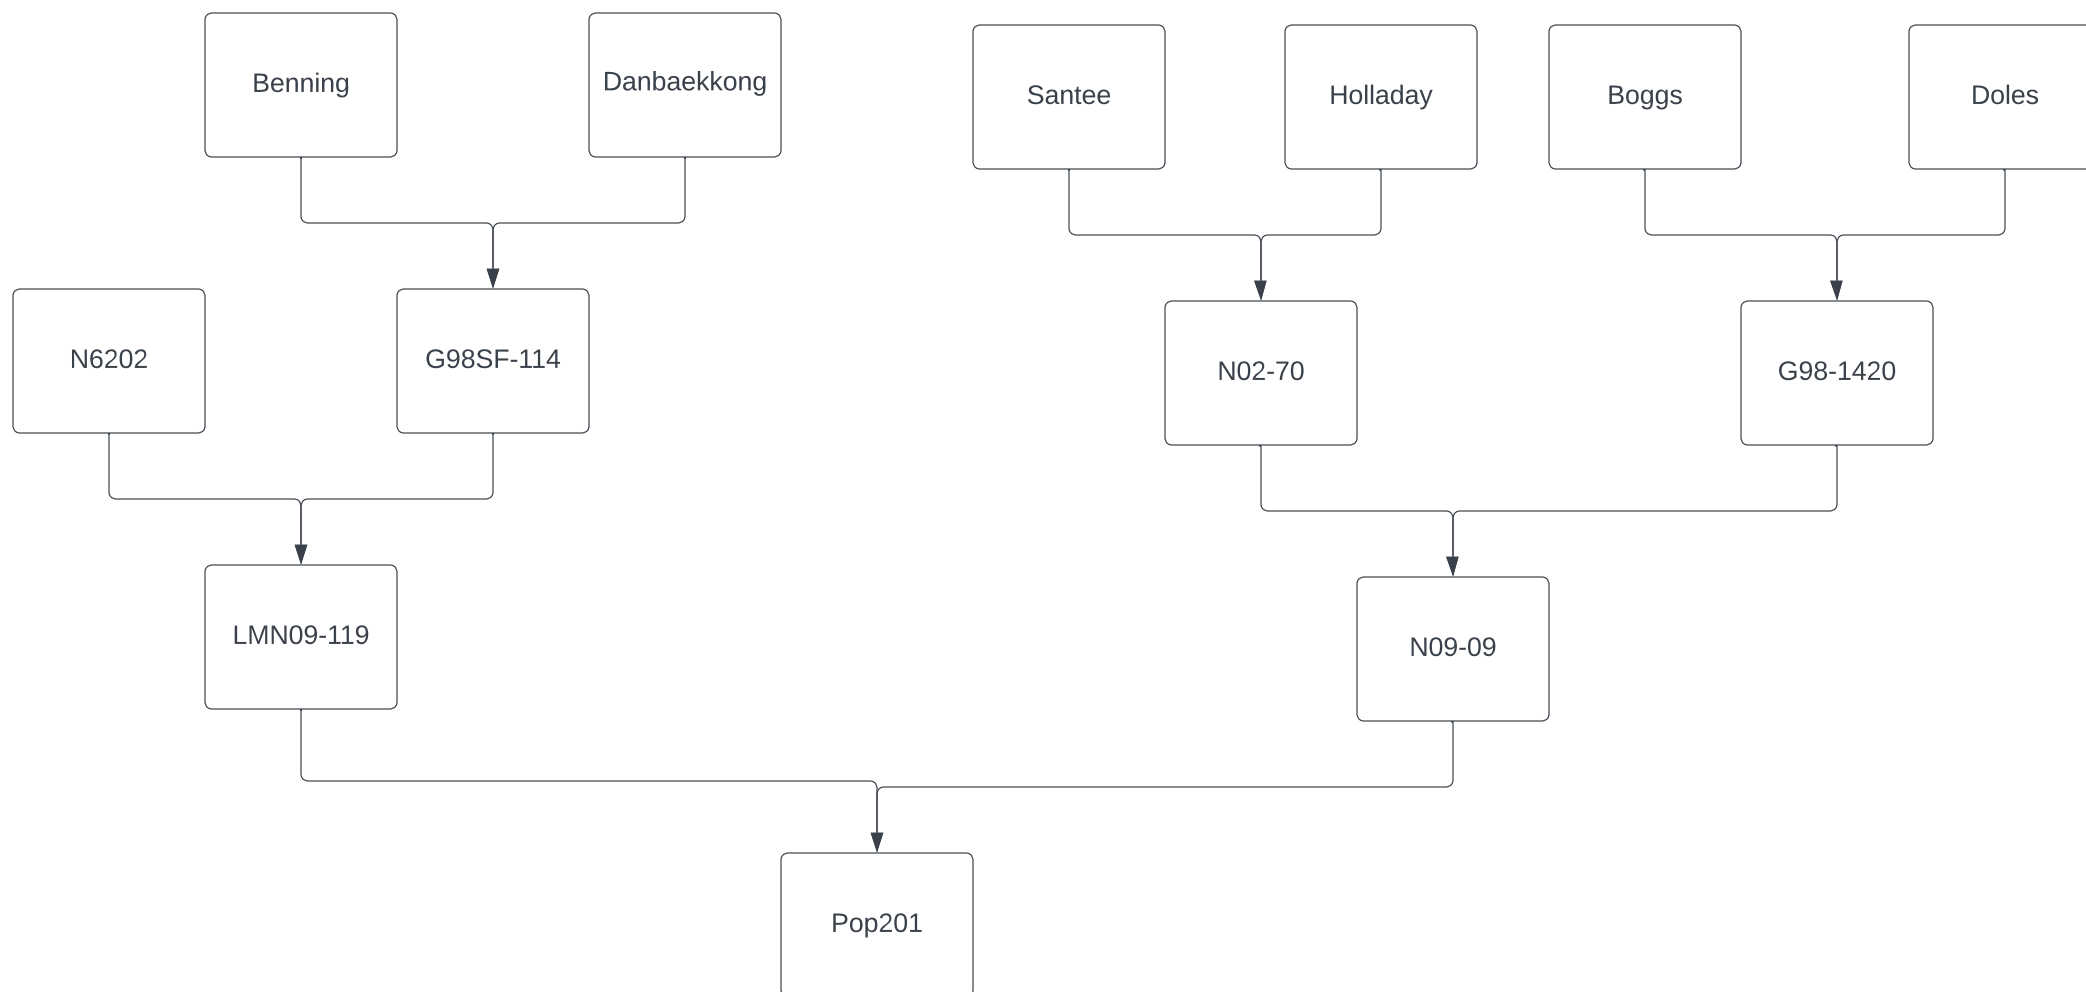 Benning
Danbaekkong
Santee
Holladay
Boggs
Doles
N6202
G98SF-114
N02-70
G98-1420
LMN09-119
N09-09
Pop201